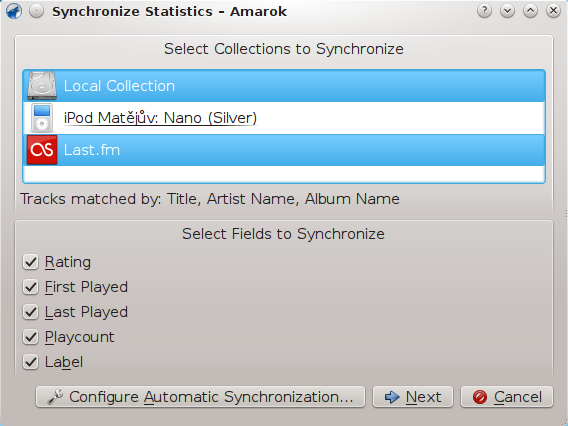 Synchronize Statistics – Amarok
Select Collections to Synchronize
Local Collection
iPod Matějův: Nano (Silver)
Last.fm
Tracks matched by: Title, Artist Name, Album Name
Select Fields to Synchronize
Rating
First Played
Last Played
Playcount
Label
Configure Automatic Synchronization...
Next
Cancel